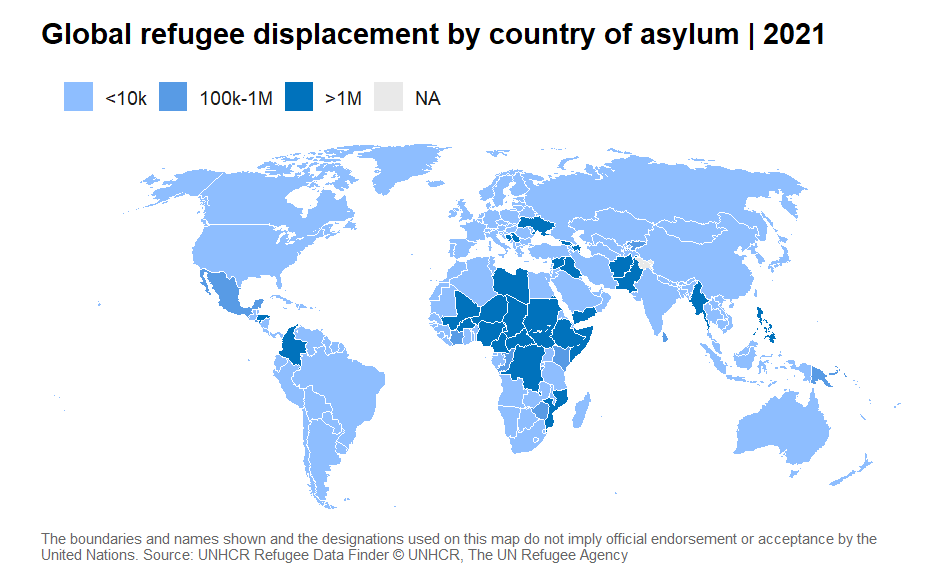 Global refugee displacement by country of asylum | 2021
<10k 100k-1M >1M NA
The boundaries and names shown and the designations used on this map do not imply official endorsement or acceptance by the
United Nations. Source: UNHCR Refugee Data Finder © UNHCR, The UN Refugee Agency